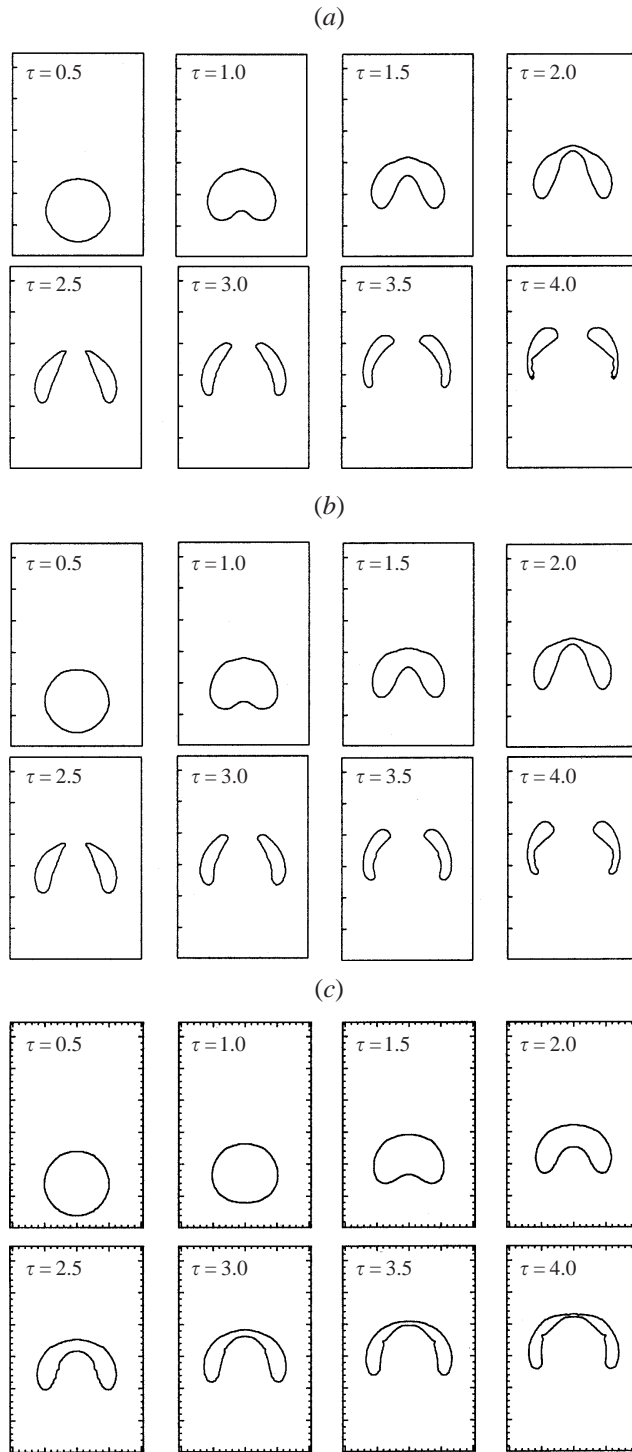 (a)
τ = 0.5 τ = 1.0 τ = 1.5 τ = 2.0
τ = 2.5 τ = 3.0 τ = 3.5 τ = 4.0
(b)
τ = 0.5 τ = 1.0 τ = 1.5 τ = 2.0
τ = 2.5 τ = 3.0 τ = 3.5 τ = 4.0
(c)
τ = 0.5 τ = 1.0 τ = 1.5 τ = 2.0
τ = 2.5 τ = 3.0 τ = 3.5 τ = 4.0